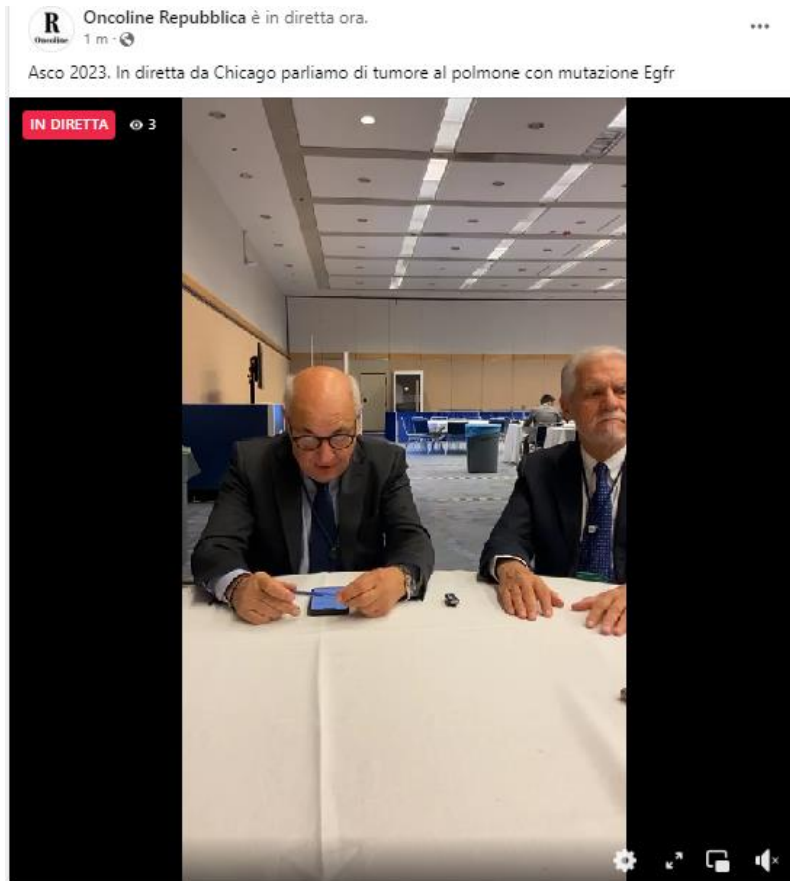 R
Oncoline
Oncoline Repubblica è in diretta ora.
1 m ·
Asco 2023. In diretta da Chicago parliamo di tumore al polmone con mutazione Egfr
IN DIRETTA
3